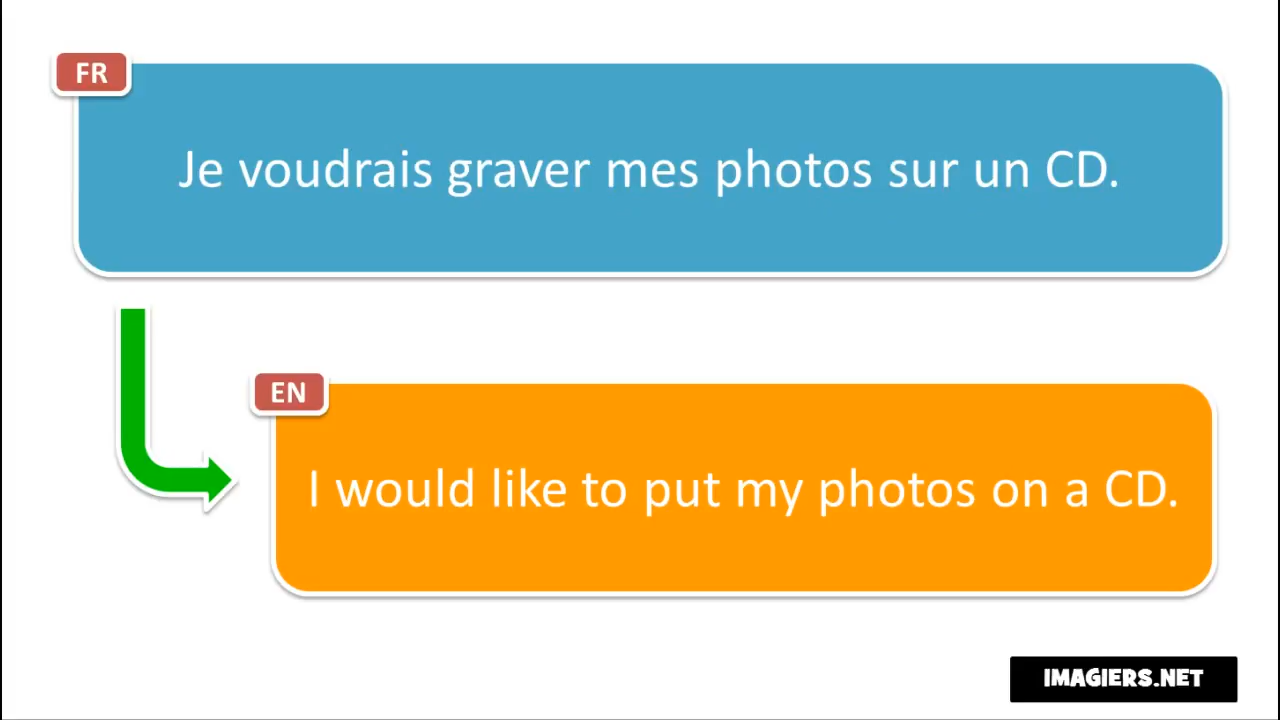 FR
Je voudrais graver mes photos sur un CD.
EN
I would like to put my photos on a CD.
IMAGIERS.NET